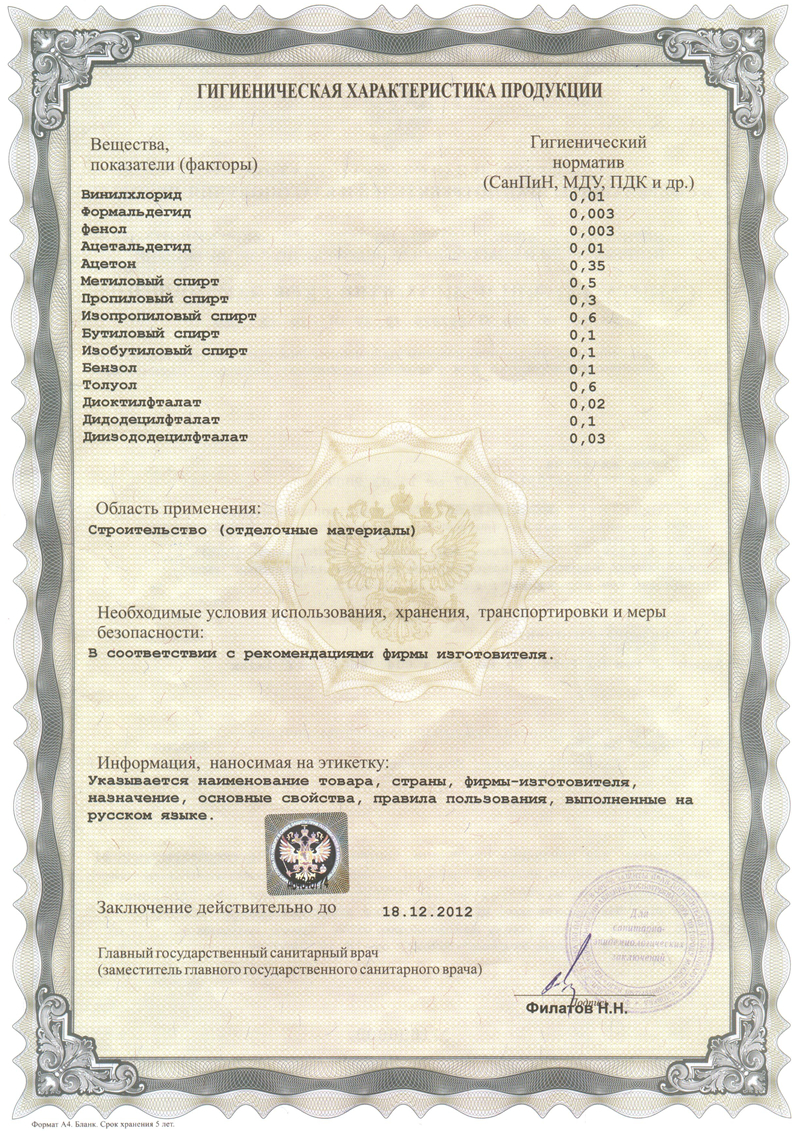 ГИГИЕНИЧЕСКАЯ ХАРАКТЕРИСТИКА ПРОДУКЦИИ
Вещества,
показатели (факторы)
Гигиенический
норматив
(СанПиН, МДУ, ПДК и др.)
Винилхлорид 0,01
Формальдегид 0,003
фенол 0,003
Ацетальдегид 0,01
Ацетон 0,35
Метиловый спирт 0,5
Пропиловый спирт 0,3
Изопропиловый спирт 0,6
Бутиловый спирт 0,1
Изобутиловый спирт 0,1
Бензол 0,1
Толуол 0,6
Диоктилфталат 0,02
Дидодецилфталат 0,1
Диизододецилфталат 0,03
Область применения:
Строительство (отделочные материалы)
Необходимые условия использования, хранения, транспортировки и меры
безопасности:
В соответствии с рекомендациями фирмы изготовителя.
Информация, наносимая на этикетку:
Указывается наименование товара, страны, фирмы-изготовителя,
назначение, основные свойства, правила пользования, выполненные на
русском языке.
Заключение действительно до 18.12.2012
Для
санитарно-
эпидемиологических
заключений
Главный государственный санитарный врач
(заместитель главного государственного санитарного врача)
Подпись
Филатов Н.Н.
Формат А4. Бланк. Срок хранения 5 лет.